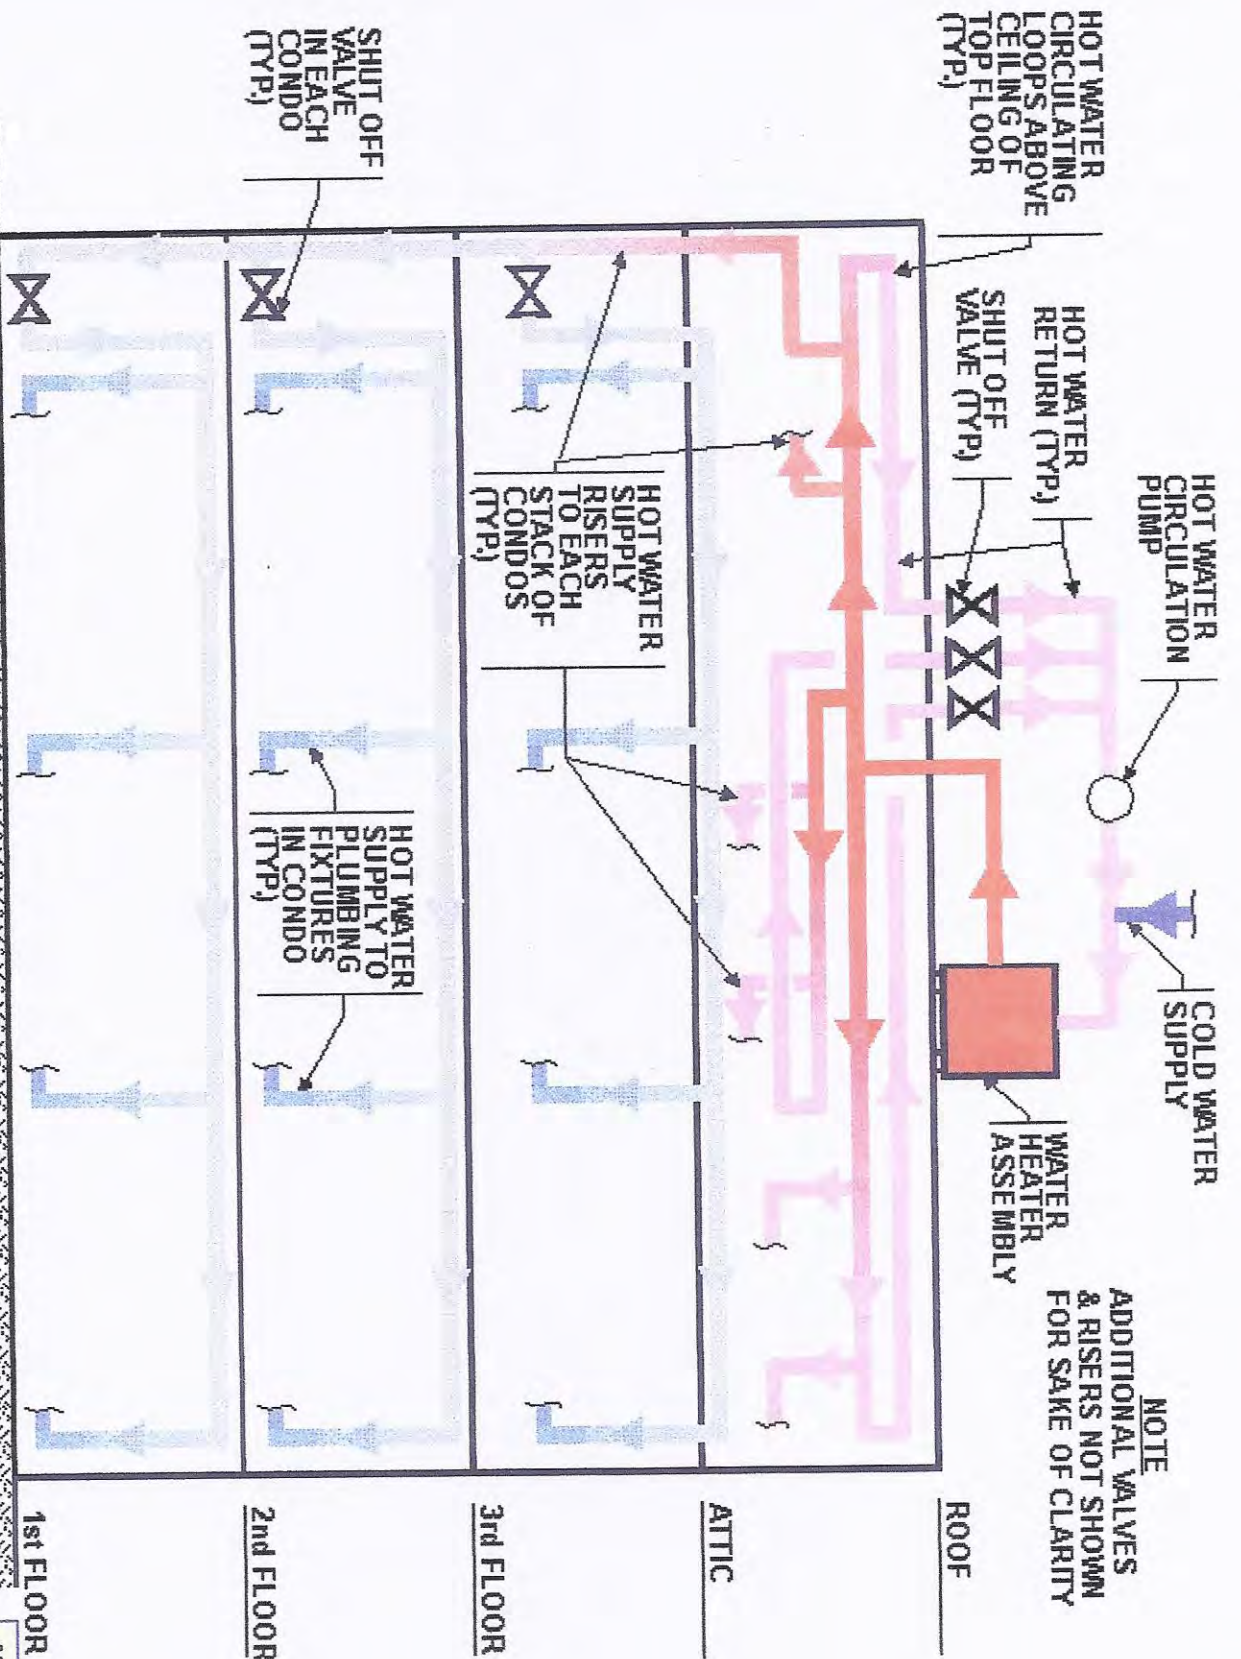 HOT WATER
CIRCULATING
LOOPS ABOVE
CEILING OF
TOP FLOOR
(TYP.)
HOT WATER
RETURN (TYP.)
SHUT OFF
VALVE (TYP.)
HOT WATER
CIRCULATION
PUMP
COLD WATER
SUPPLY
WATER
HEATER
ASSEMBLY
NOTE
ADDITIONAL VALVES
& RISERS NOT SHOWN
FOR SAKE OF CLARITY
ROOF
ATTIC
HOT WATER
SUPPLY
RISERS
TO EACH
STACK OF
CONDOS
(TYP.)
3rd FLOOR
SHUT OFF
VALVE
IN EACH
CONDO
(TYP.)
HOT WATER
SUPPLY TO
PLUMBING
FIXTURES
IN CONDO
(TYP.)
2nd FLOOR
1st FLOOR